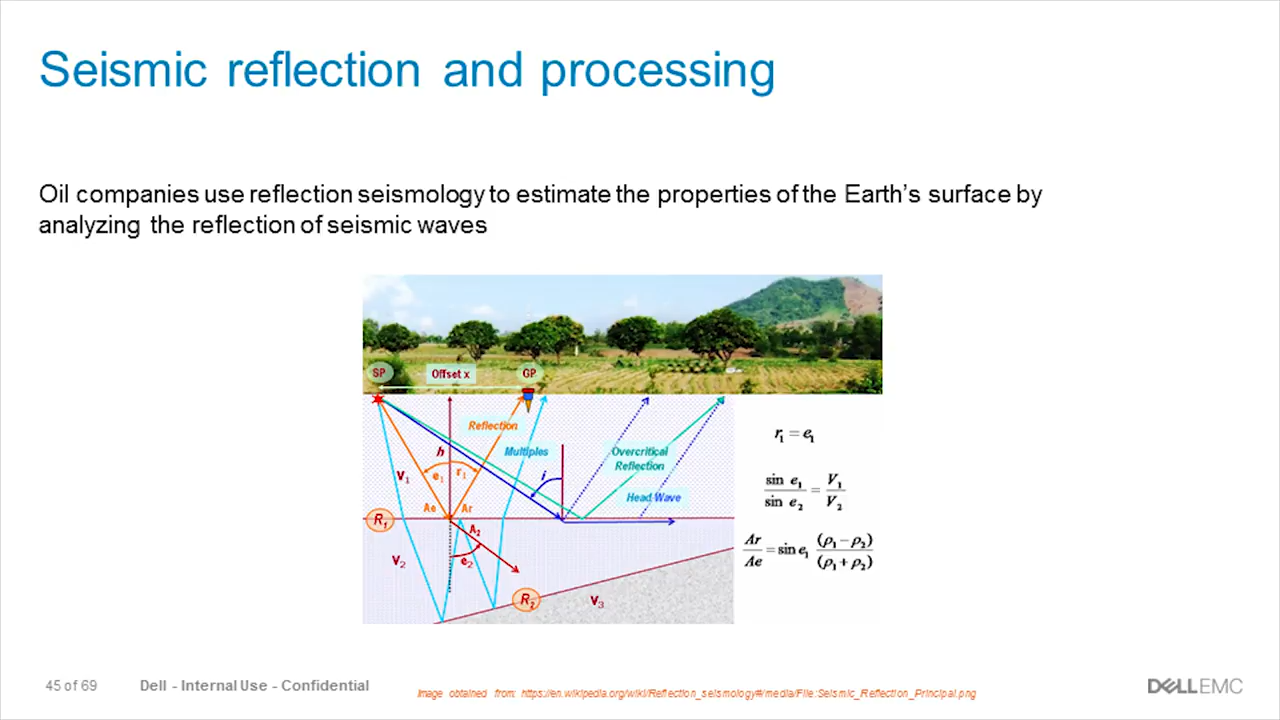 Seismic reflection and processing
Oil companies use reflection seismology to estimate the properties of the Earth's surface by
analyzing the reflection of seismic waves
SP Offset x GP
Reflection
h Multiples Overcritical
Reflection
V1 e1 r1 i
Head Wave
Ae Ar
R1
A2
V2 e2
R2 V3
r1 = e1
sin e1 / sin e2 = V1 / V2
Ar / Ae = sin e1 (ρ1 − ρ2) / (ρ1 + ρ2)
45 of 69 Dell - Internal Use - Confidential
Image obtained from: https://en.wikipedia.org/wiki/Reflection_seismology#/media/File:Seismic_Reflection_Principal.png
DELLEMC